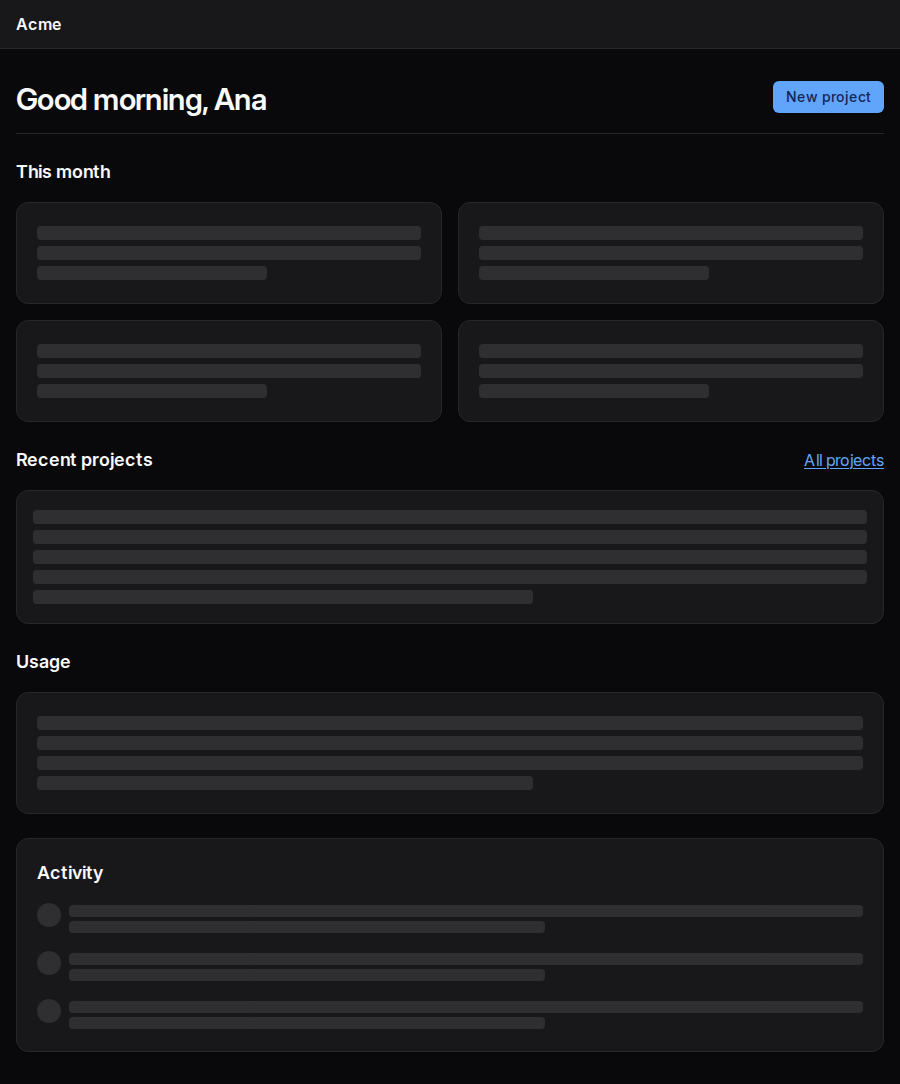 Acme
Good morning, Ana
New project
This month
Recent projects
All projects
Usage
Activity